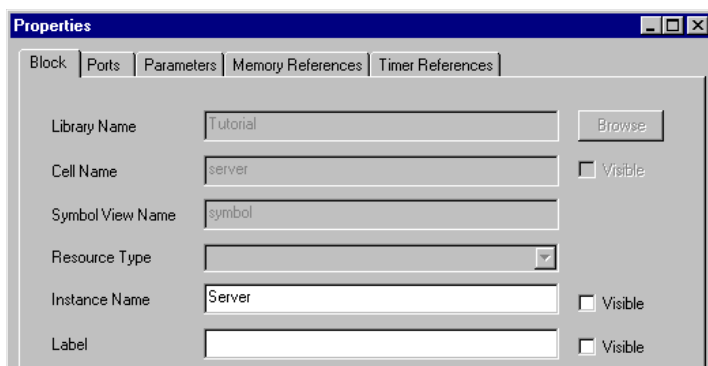 Properties
Block Ports Parameters Memory References Timer References
Library Name Tutorial Browse
Cell Name server Visible
Symbol View Name symbol
Resource Type
Instance Name Server Visible
Label Visible